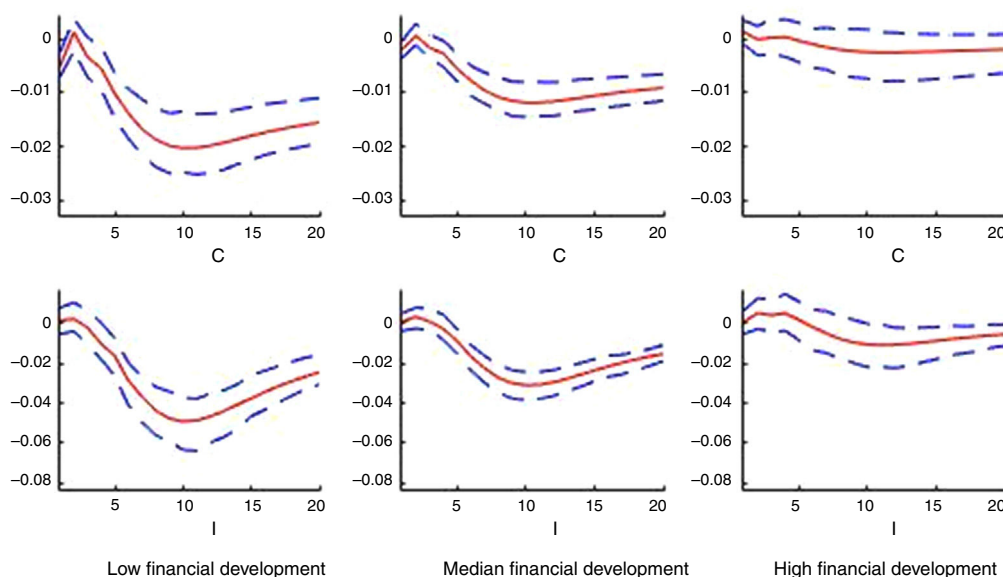 0 0 0
–0.01 –0.01 –0.01
–0.02 –0.02 –0.02
–0.03 –0.03 –0.03
5 10 15 20 5 10 15 20 5 10 15 20
C C C
0 0 0
–0.02 –0.02 –0.02
–0.04 –0.04 –0.04
–0.06 –0.06 –0.06
–0.08 –0.08 –0.08
5 10 15 20 5 10 15 20 5 10 15 20
I I I
Low financial development Median financial development High financial development